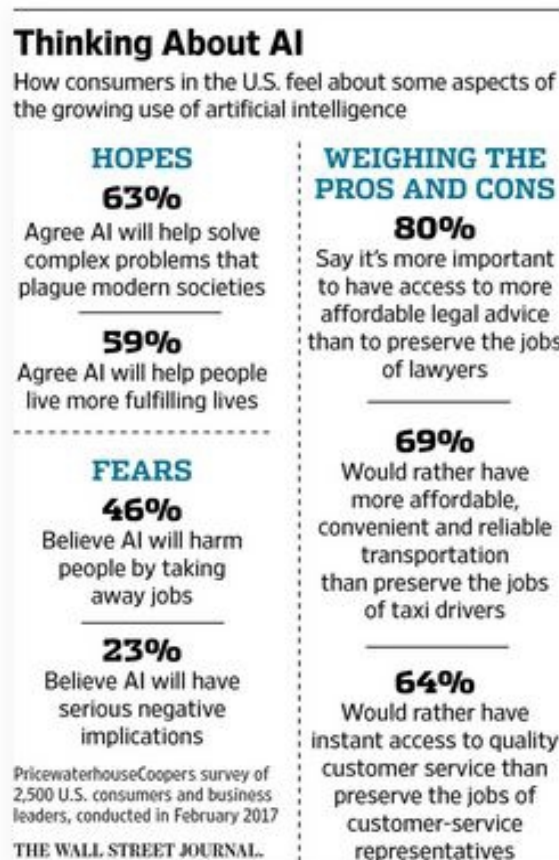 Thinking About AI
How consumers in the U.S. feel about some aspects of
the growing use of artificial intelligence
HOPES
63%
Agree AI will help solve
complex problems that
plague modern societies
59%
Agree AI will help people
live more fulfilling lives
FEARS
46%
Believe AI will harm
people by taking
away jobs
23%
Believe AI will have
serious negative
implications
PricewaterhouseCoopers survey of
2,500 U.S. consumers and business
leaders, conducted in February 2017
THE WALL STREET JOURNAL.
WEIGHING THE
PROS AND CONS
80%
Say it's more important
to have access to more
affordable legal advice
than to preserve the jobs
of lawyers
69%
Would rather have
more affordable,
convenient and reliable
transportation
than preserve the jobs
of taxi drivers
64%
Would rather have
instant access to quality
customer service than
preserve the jobs of
customer-service
representatives